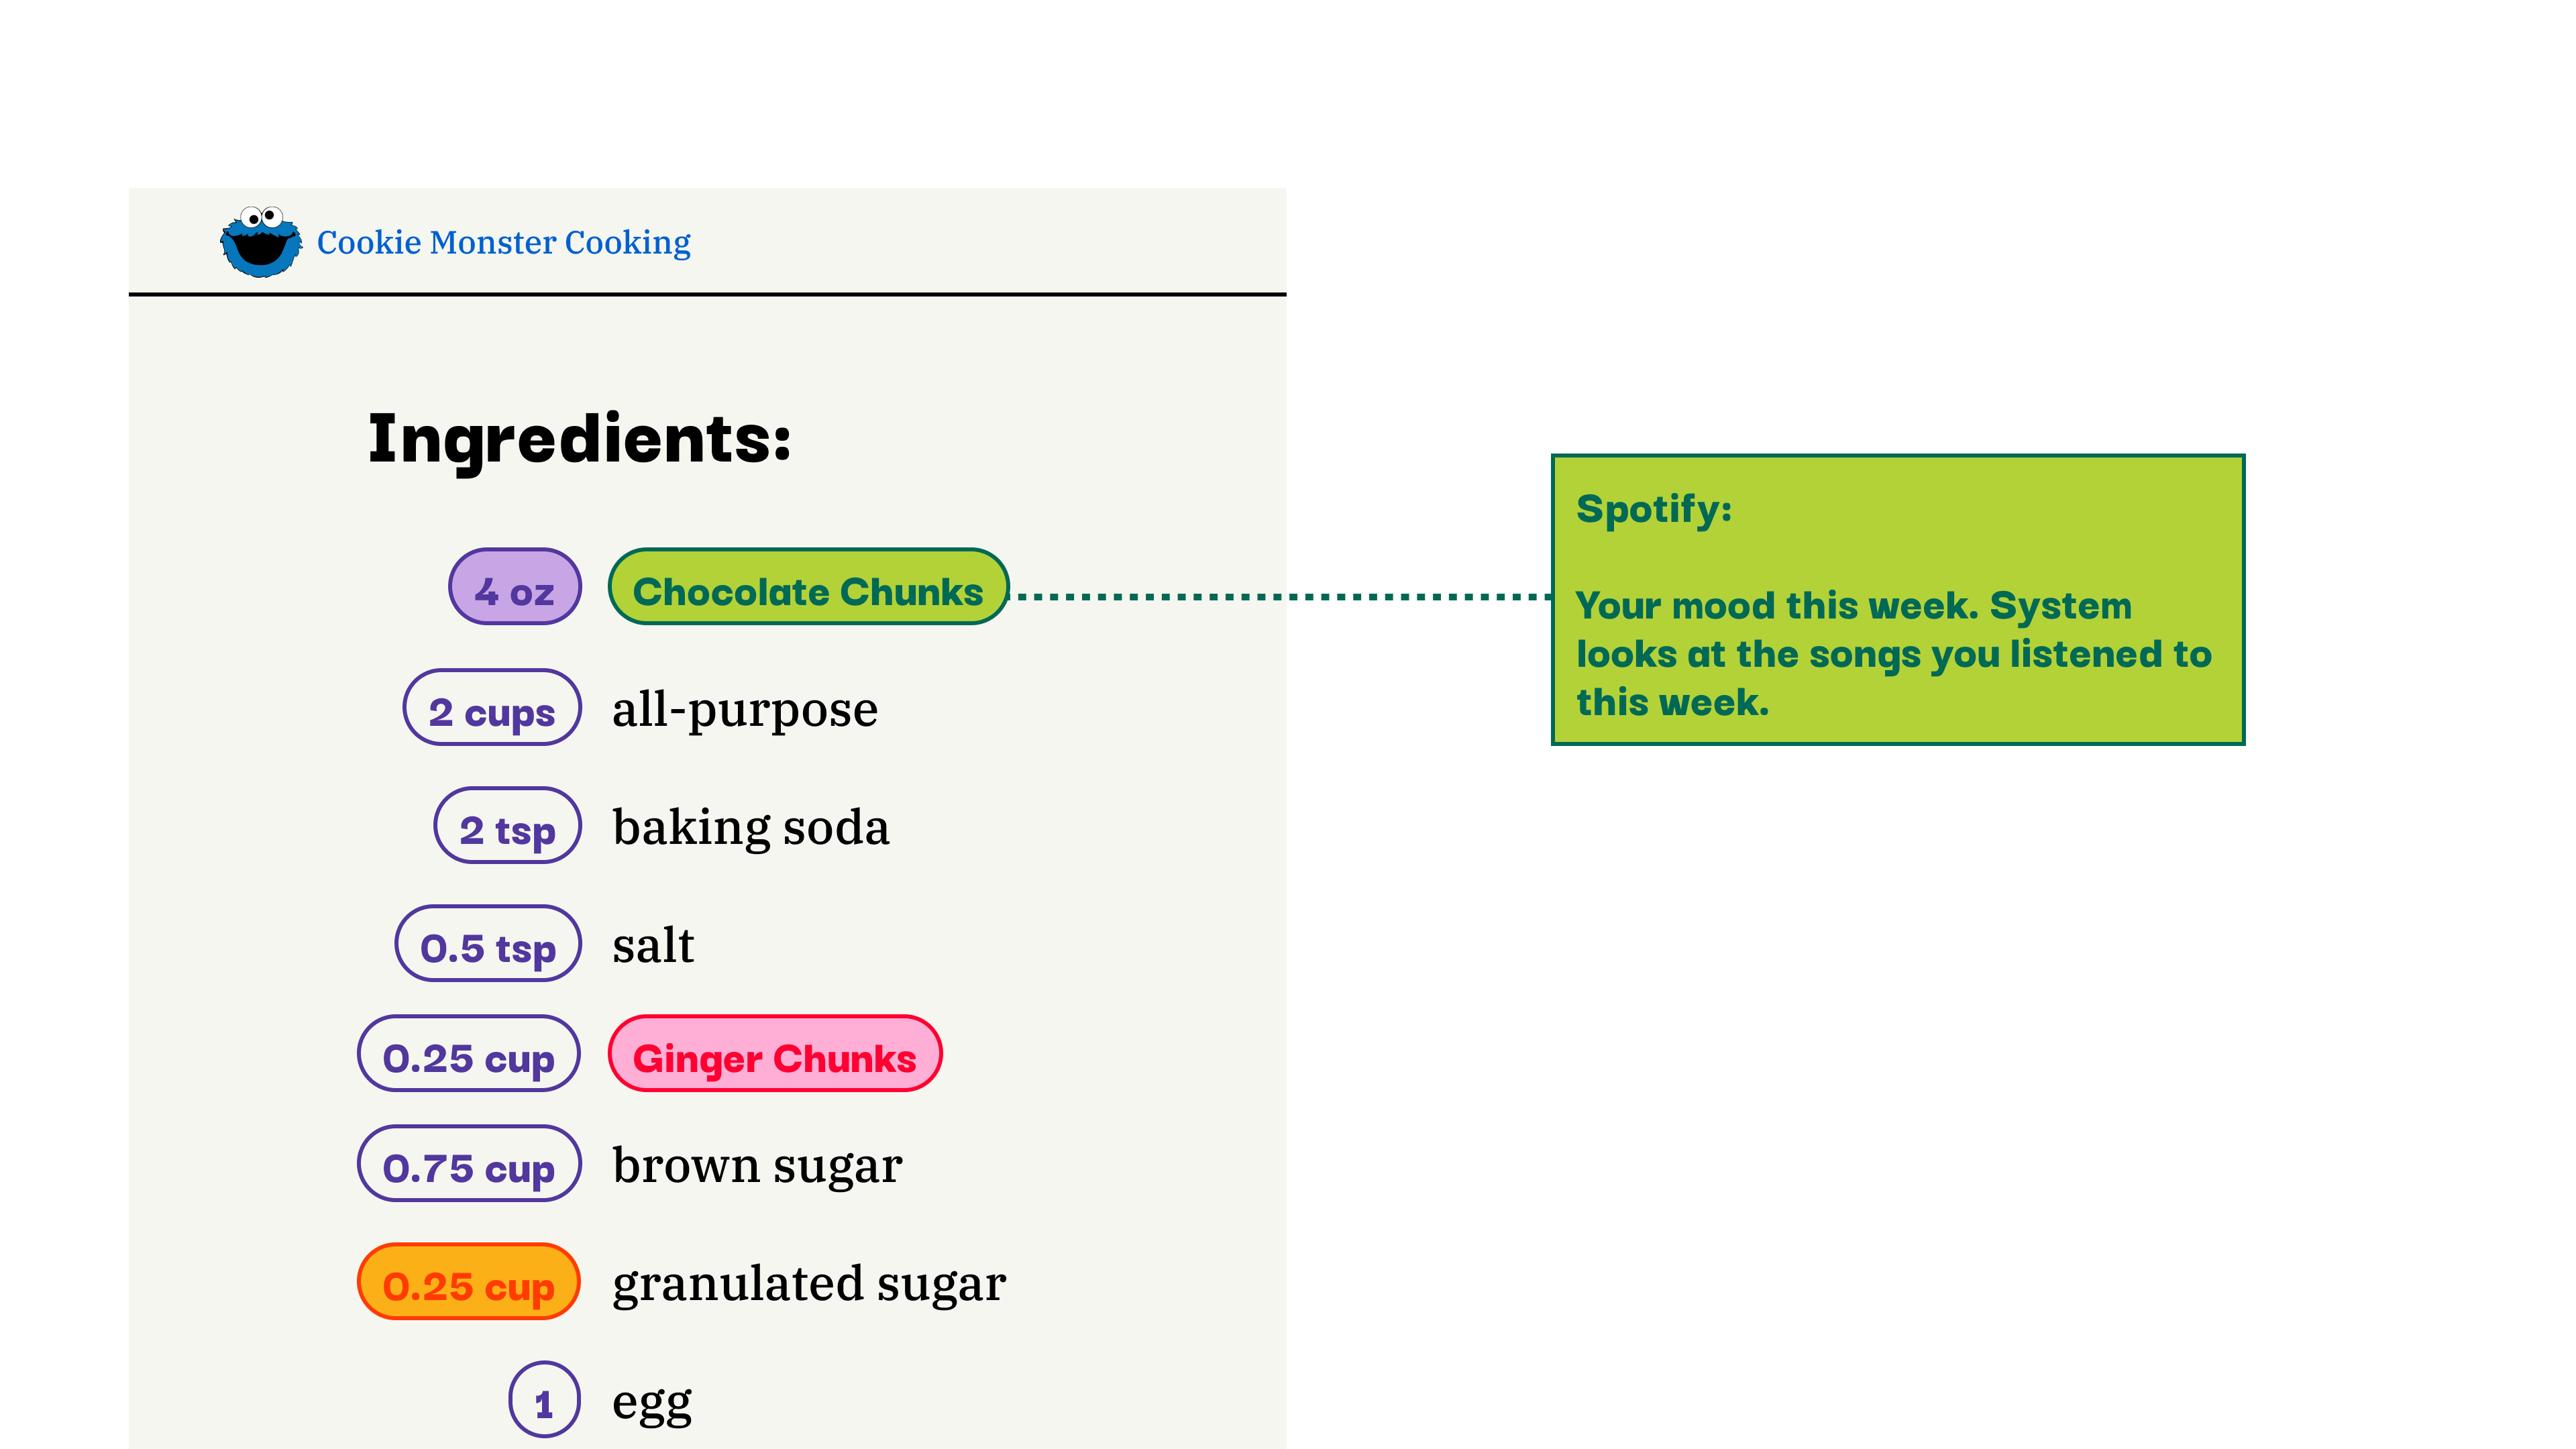 Cookie Monster Cooking
Ingredients:
4 oz Chocolate Chunks
2 cups all-purpose
2 tsp baking soda
0.5 tsp salt
0.25 cup Ginger Chunks
0.75 cup brown sugar
0.25 cup granulated sugar
1 egg
Spotify:
Your mood this week. System
looks at the songs you listened to
this week.